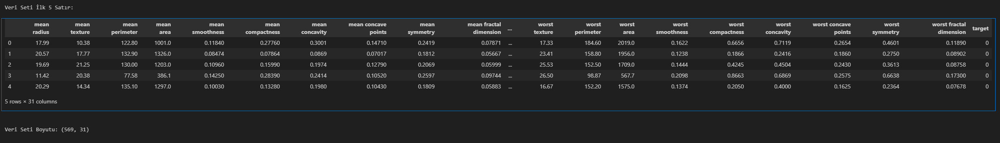 Veri Seti İlk 5 Satır:
mean radius mean texture mean perimeter mean area mean smoothness mean compactness mean concavity mean concave points mean symmetry mean fractal dimension ... worst texture worst perimeter worst area worst smoothness worst compactness worst concavity worst concave points worst symmetry worst fractal dimension target
0 17.99 10.38 122.80 1001.0 0.11840 0.27760 0.3001 0.14710 0.2419 0.07871 ... 17.33 184.60 2019.0 0.1622 0.6656 0.7119 0.2654 0.4601 0.11890 0
1 20.57 17.77 132.90 1326.0 0.08474 0.07864 0.0869 0.07017 0.1812 0.05667 ... 23.41 158.80 1956.0 0.1238 0.1866 0.2416 0.1860 0.2750 0.08902 0
2 19.69 21.25 130.00 1203.0 0.10960 0.15990 0.1974 0.12790 0.2069 0.05999 ... 25.53 152.50 1709.0 0.1444 0.4245 0.4504 0.2430 0.3613 0.08758 0
3 11.42 20.38 77.58 386.1 0.14250 0.28390 0.2414 0.10520 0.2597 0.09744 ... 26.50 98.87 567.7 0.2098 0.8663 0.6869 0.2575 0.6638 0.17300 0
4 20.29 14.34 135.10 1297.0 0.10030 0.13280 0.1980 0.10430 0.1809 0.05883 ... 16.67 152.20 1575.0 0.1374 0.2050 0.4000 0.1625 0.2364 0.07678 0
5 rows × 31 columns
Veri Seti Boyutu: (569, 31)